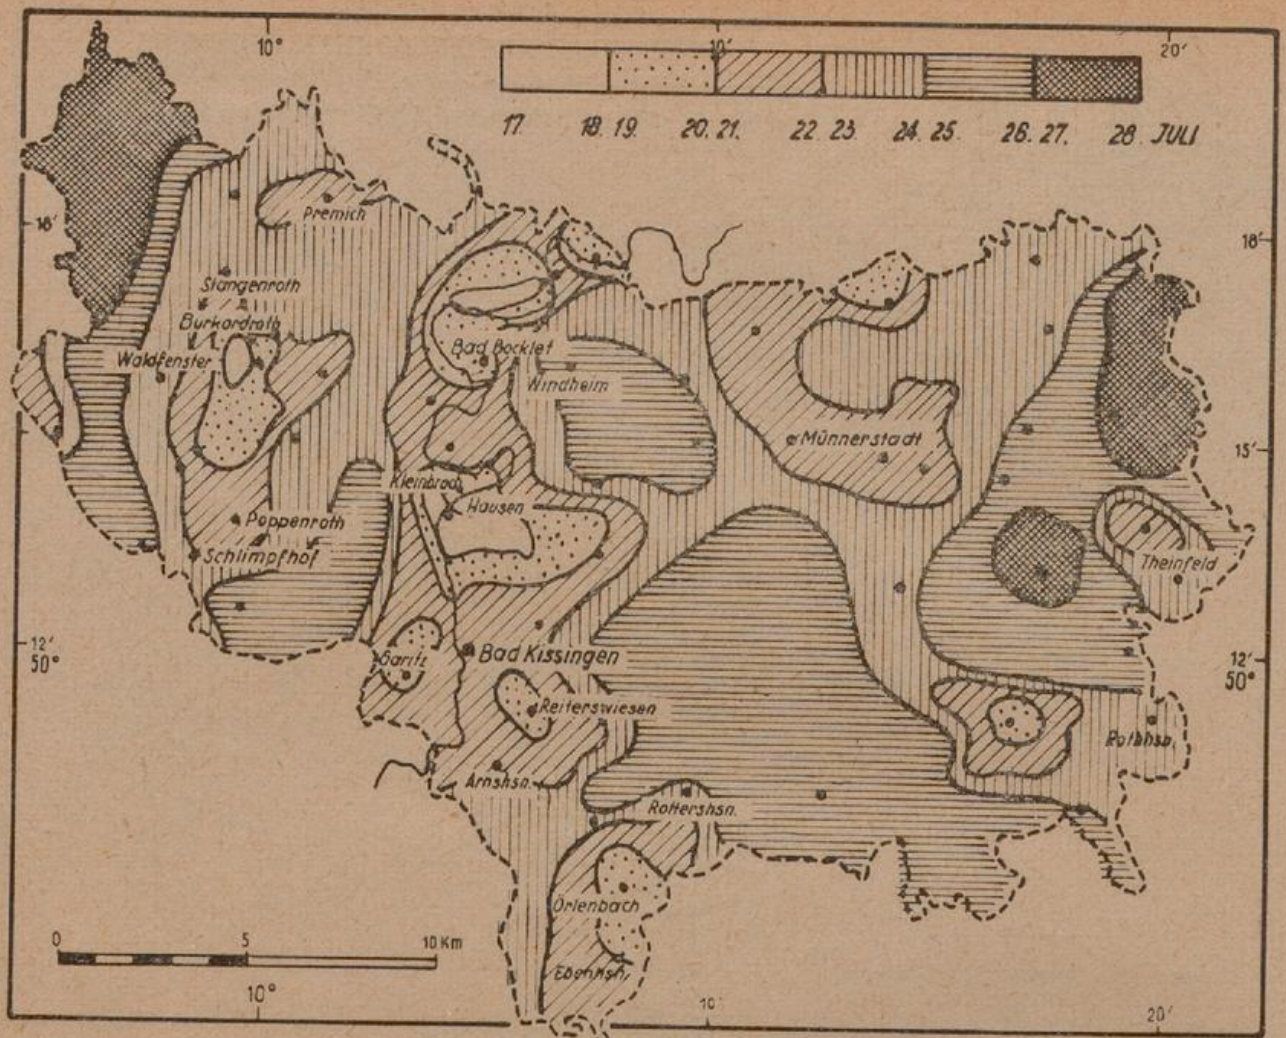 10°
10'
20'
17. 18. 19. 20. 21. 22. 23. 24. 25. 26. 27. 28. JULI
18'
18'
Premich
Stangenroth
Burkardroth
Waldfenster
Bad Bocklet
Windheim
Münnerstadt
15'
Kleinbrach
Hausen
Poppenroth
Schlimpfhof
Theinfeld
12'
50°
12'
50°
Garitz
Bad Kissingen
Reiterswiesen
Arnshsn.
Rottershsn.
Örlenbach
Ebenhsn.
0 5 10 Km
10°
10'
20'